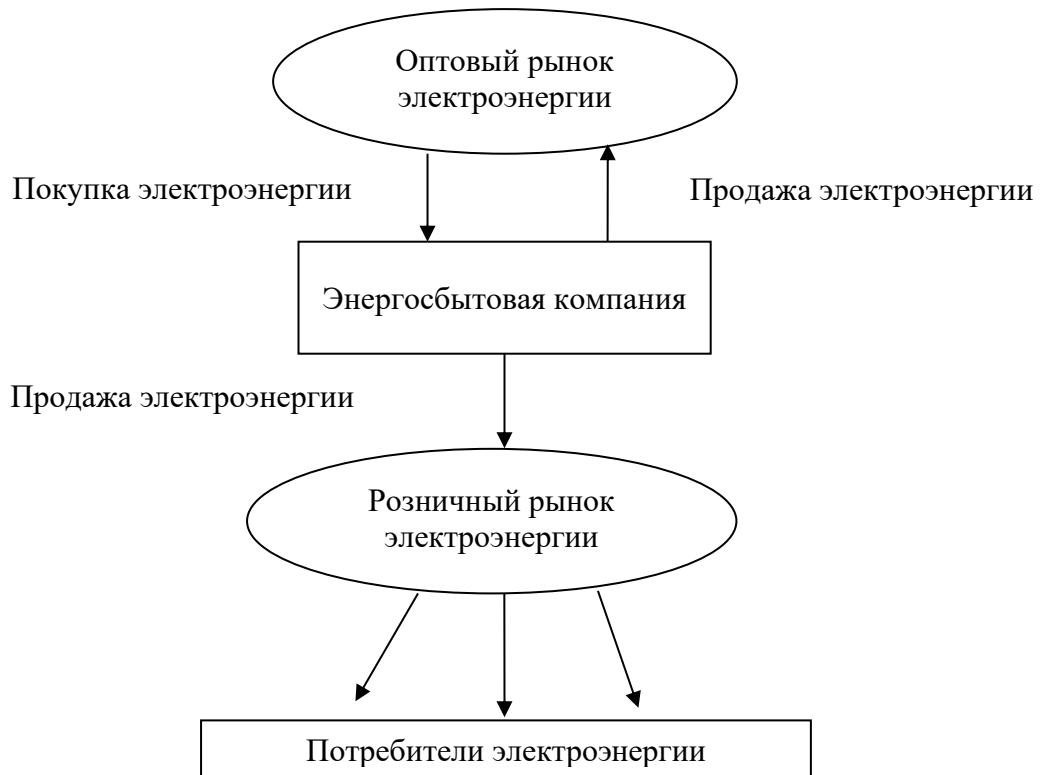 Оптовый рынок
электроэнергии
Покупка электроэнергии
Продажа электроэнергии
Энергосбытовая компания
Продажа электроэнергии
Розничный рынок
электроэнергии
Потребители электроэнергии